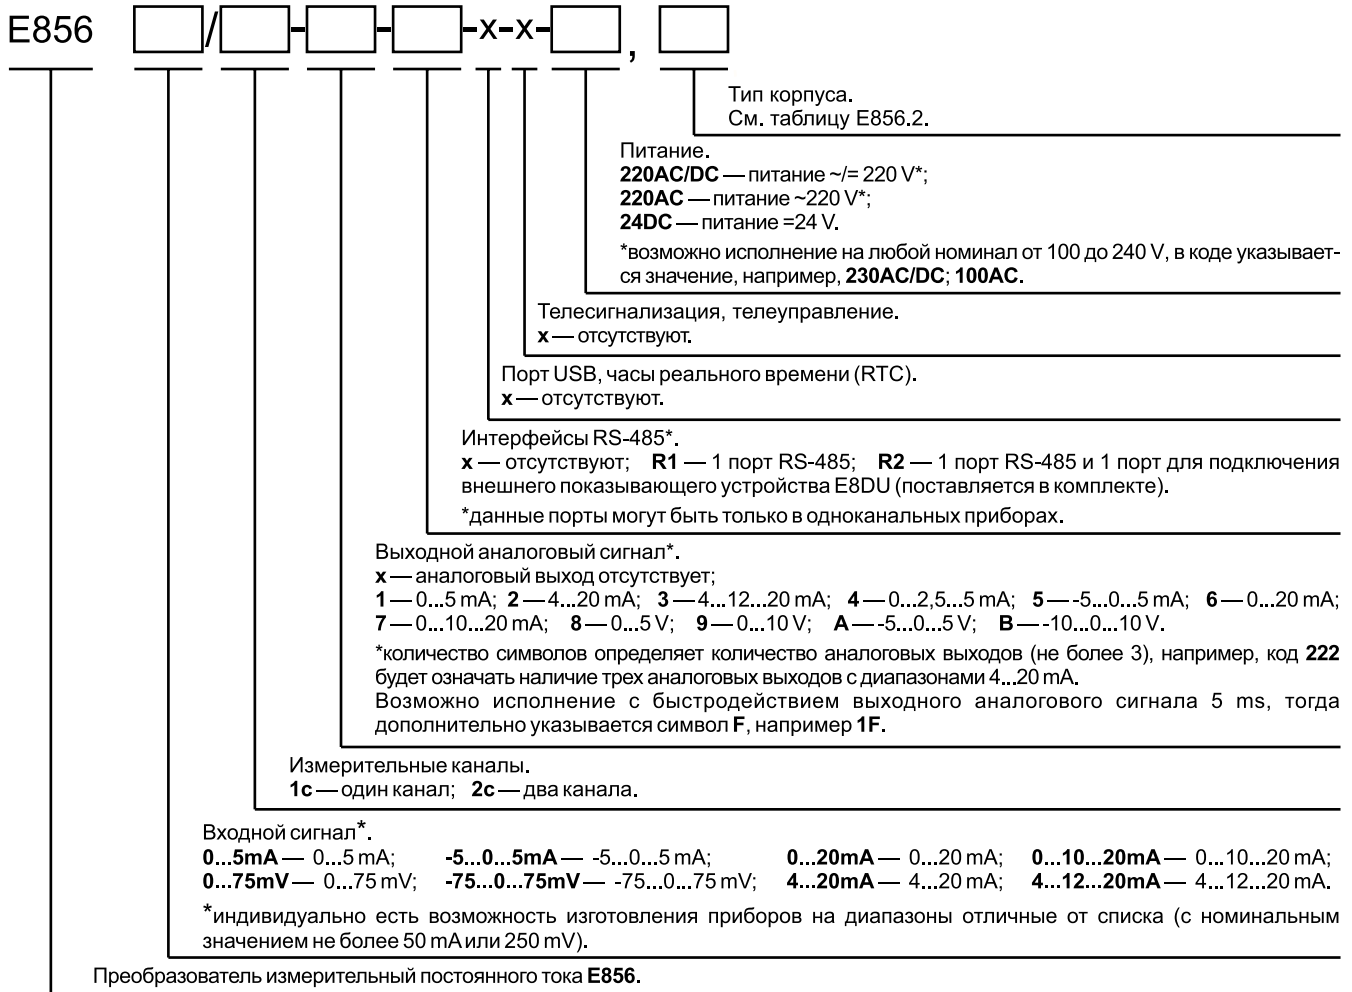 E856 / - - -x-x- ,
Тип корпуса.
См. таблицу E856.2.
Питание.
220AC/DC — питание ~/= 220 V*;
220AC — питание ~220 V*;
24DC — питание =24 V.
*возможно исполнение на любой номинал от 100 до 240 V, в коде указывает-
ся значение, например, 230AC/DC; 100AC.
Телесигнализация, телеуправление.
x — отсутствуют.
Порт USB, часы реального времени (RTC).
x — отсутствуют.
Интерфейсы RS-485*.
x — отсутствуют; R1 — 1 порт RS-485; R2 — 1 порт RS-485 и 1 порт для подключения
внешнего показывающего устройства E8DU (поставляется в комплекте).
*данные порты могут быть только в одноканальных приборах.
Выходной аналоговый сигнал*.
x — аналоговый выход отсутствует;
1 — 0...5 mA; 2 — 4...20 mA; 3 — 4...12...20 mA; 4 — 0...2,5...5 mA; 5 — -5...0...5 mA; 6 — 0...20 mA;
7 — 0...10...20 mA; 8 — 0...5 V; 9 — 0...10 V; A — -5...0...5 V; B — -10...0...10 V.
*количество символов определяет количество аналоговых выходов (не более 3), например, код 222
будет означать наличие трех аналоговых выходов с диапазонами 4...20 mA.
Возможно исполнение с быстродействием выходного аналогового сигнала 5 ms, тогда
дополнительно указывается символ F, например 1F.
Измерительные каналы.
1c — один канал; 2c — два канала.
Входной сигнал*.
0...5mA — 0...5 mA; -5...0...5mA — -5...0...5 mA; 0...20mA — 0...20 mA; 0...10...20mA — 0...10...20 mA;
0...75mV — 0...75 mV; -75...0...75mV — -75...0...75 mV; 4...20mA — 4...20 mA; 4...12...20mA — 4...12...20 mA.
*индивидуально есть возможность изготовления приборов на диапазоны отличные от списка (с номинальным
значением не более 50 mA или 250 mV).
Преобразователь измерительный постоянного тока E856.